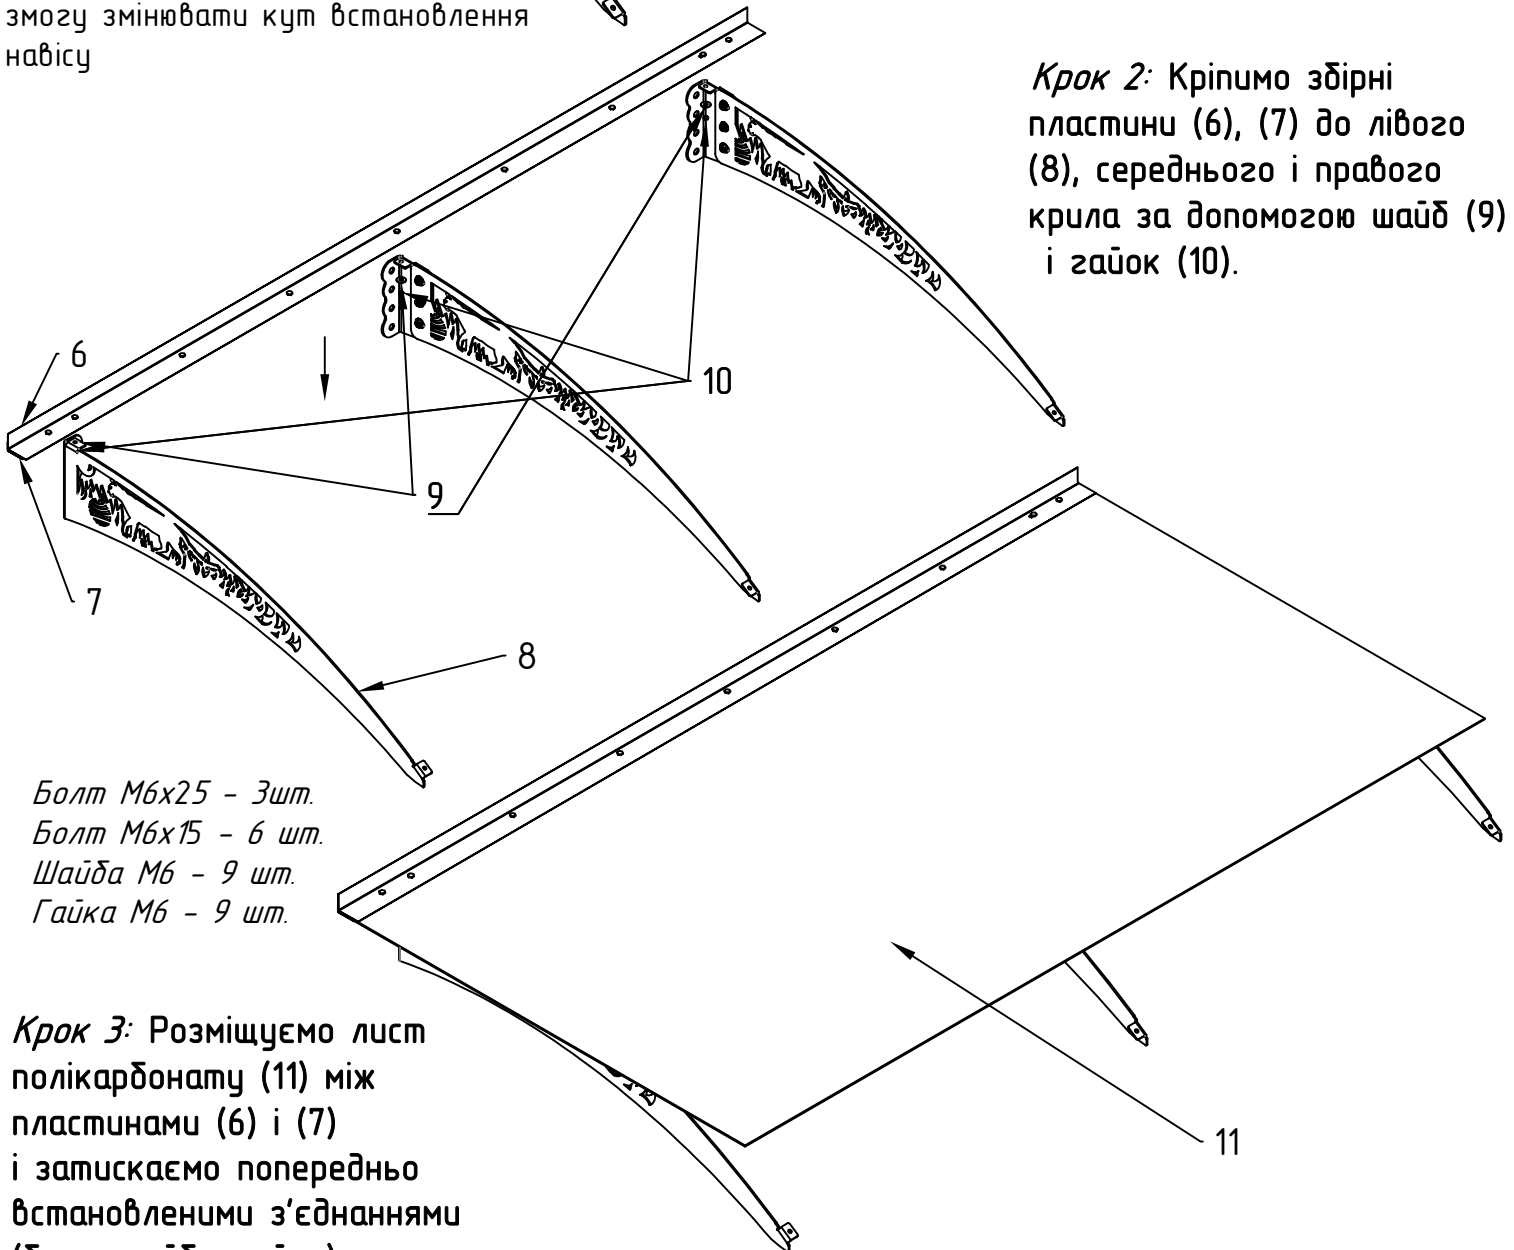 змогу змінювати кут встановлення
навісу
Крок 2: Кріпимо збірні
пластини (6), (7) до лівого
(8), середнього і правого
крила за допомогою шайб (9)
і гайок (10).
6
10
9
7
8
Болт М6х25 - 3шт.
Болт М6х15 - 6 шт.
Шайба М6 - 9 шт.
Гайка М6 - 9 шт.
Крок 3: Розміщуємо лист
полікарбонату (11) між
пластинами (6) і (7)
і затискаємо попередньо
встановленими з'єднаннями
11